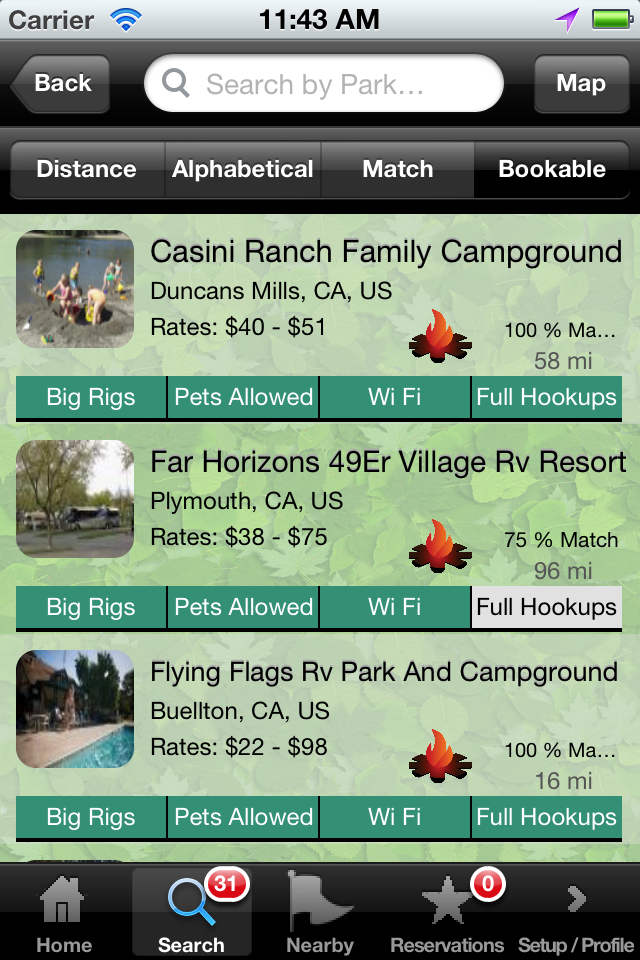 Carrier 11:43 AM
Back Search by Park... Map
Distance Alphabetical Match Bookable
Casini Ranch Family Campground
Duncans Mills, CA, US
Rates: $40 - $51
100 % Ma...
58 mi
Big Rigs Pets Allowed Wi Fi Full Hookups
Far Horizons 49Er Village Rv Resort
Plymouth, CA, US
Rates: $38 - $75
75 % Match
96 mi
Big Rigs Pets Allowed Wi Fi Full Hookups
Flying Flags Rv Park And Campground
Buellton, CA, US
Rates: $22 - $98
100 % Ma...
16 mi
Big Rigs Pets Allowed Wi Fi Full Hookups
31 0
Home Search Nearby Reservations Setup / Profile